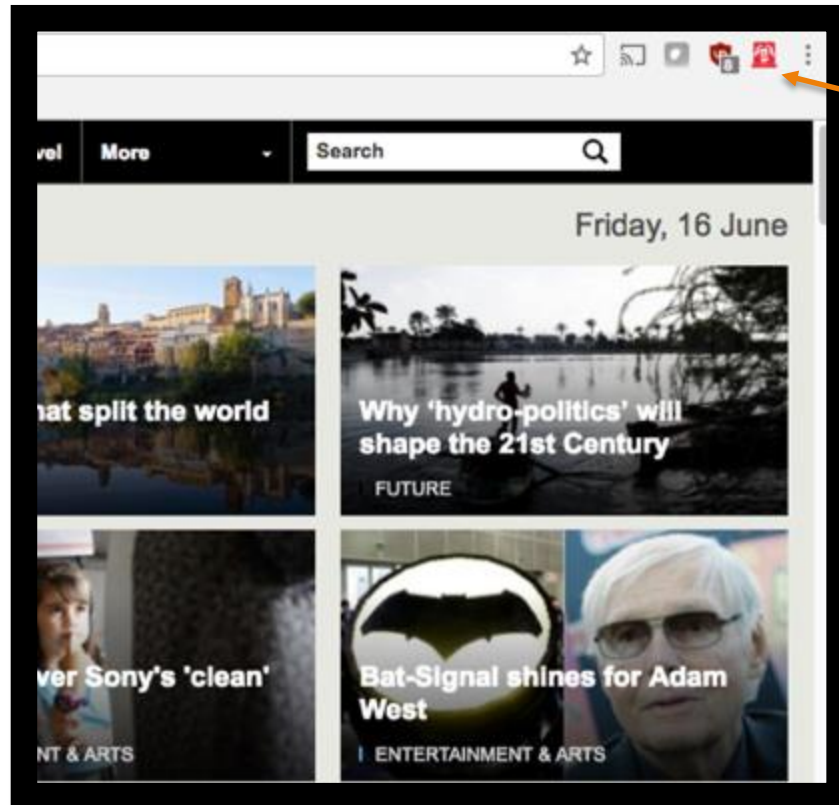 6
vel More Search
Friday, 16 June
hat split the world
Why ‘hydro-politics’ will
shape the 21st Century
FUTURE
ver Sony's 'clean'
NT & ARTS
Bat-Signal shines for Adam
West
ENTERTAINMENT & ARTS